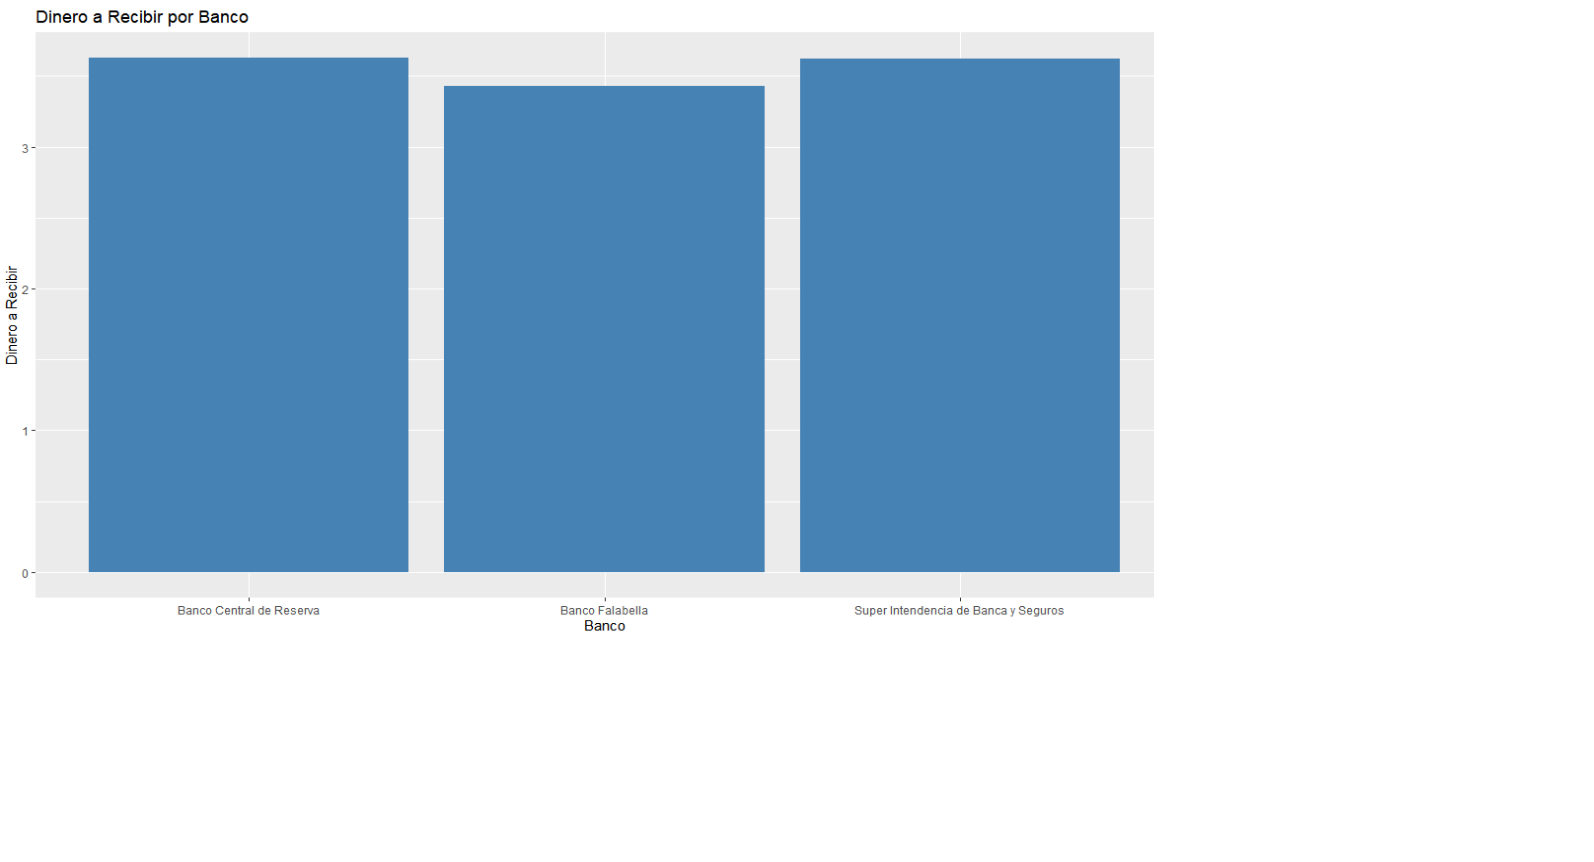 Dinero a Recibir por Banco
Dinero a Recibir
3
2
1
0
Banco Central de Reserva
Banco Falabella
Super Intendencia de Banca y Seguros
Banco